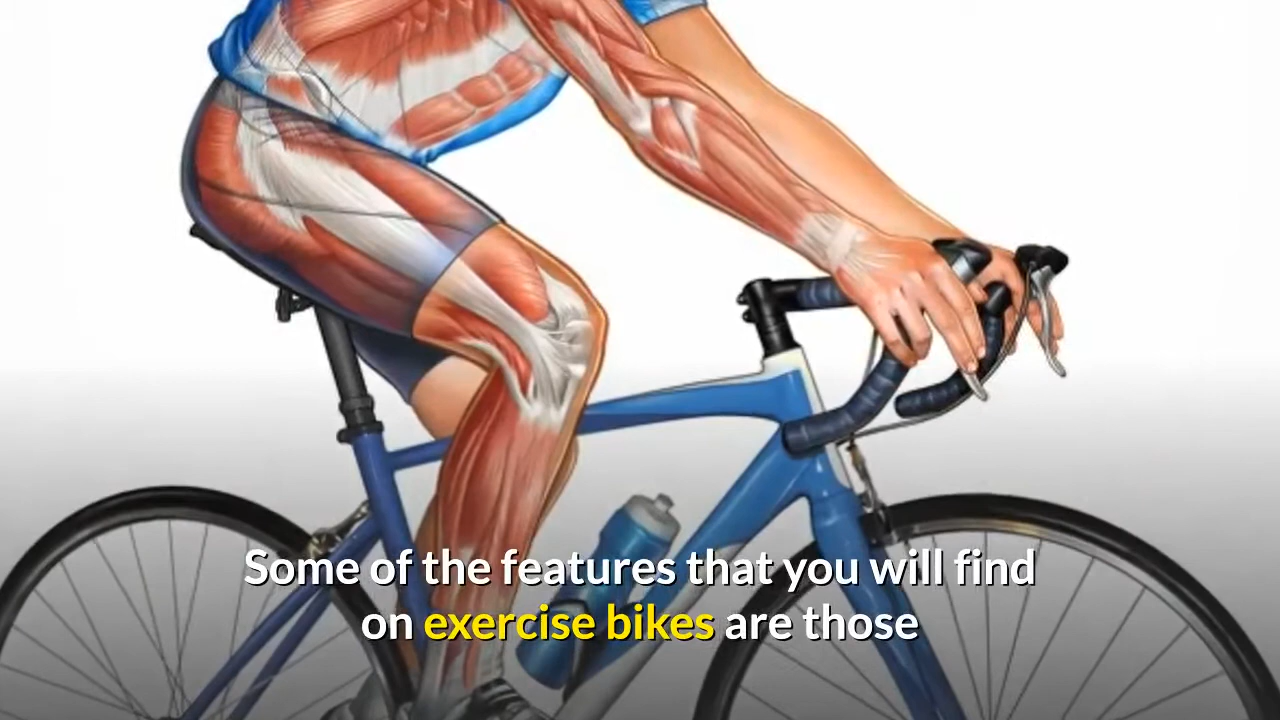 Some of the features that you will find
on exercise bikes are those